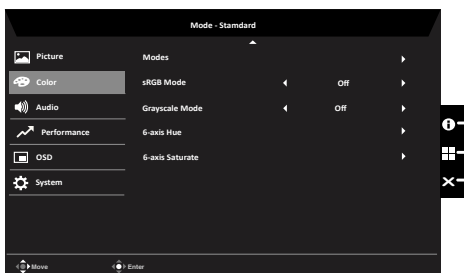 Mode - Standard
Picture
Color
Audio
Performance
OSD
System
Modes
sRGB Mode Off
Grayscale Mode Off
6-axis Hue
6-axis Saturate
Move Enter